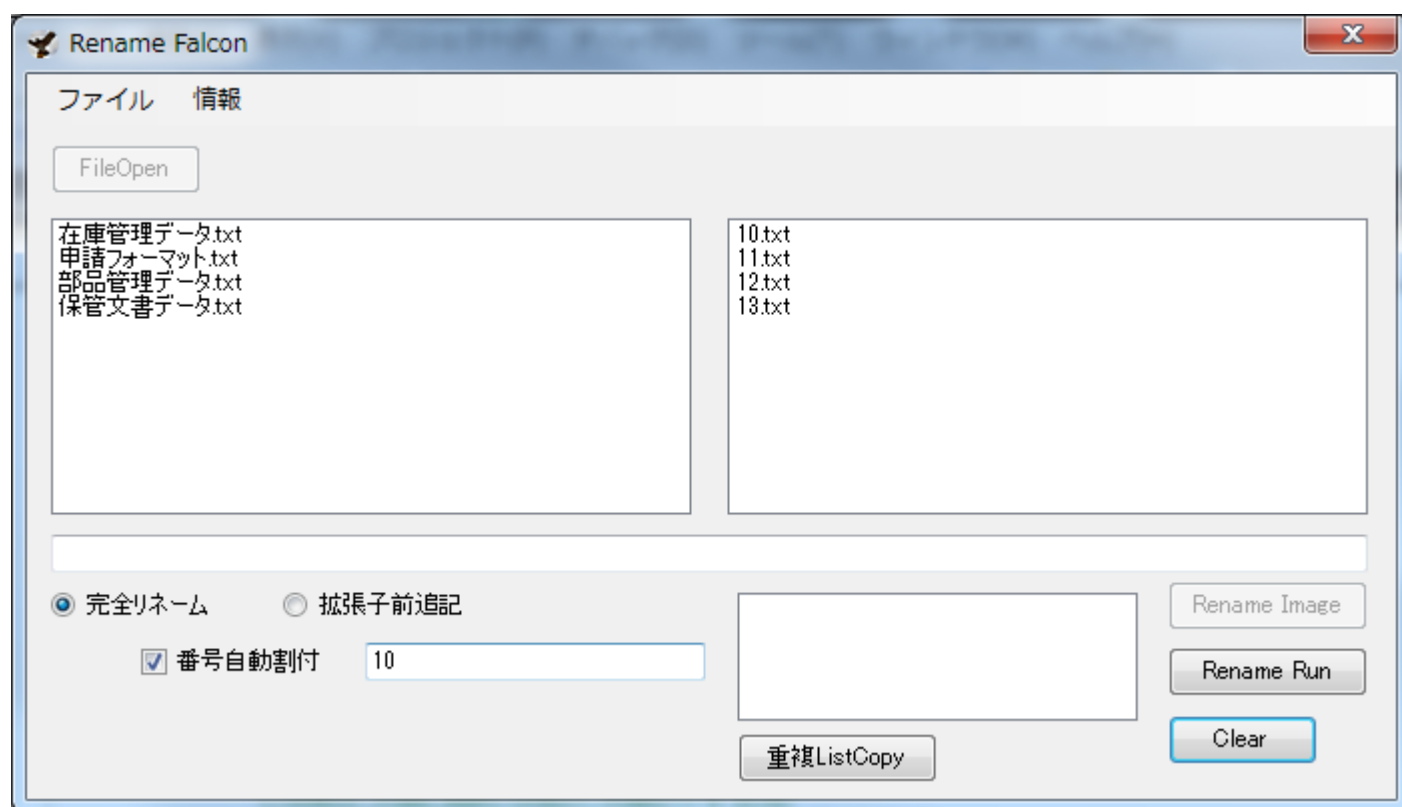 Rename Falcon
ファイル 情報
FileOpen
在庫管理データ.txt
申請フォーマット.txt
部品管理データ.txt
保管文書データ.txt
10.txt
11.txt
12.txt
13.txt
完全リネーム 拡張子前追記
番号自動割付 10
重複ListCopy
Rename Image
Rename Run
Clear